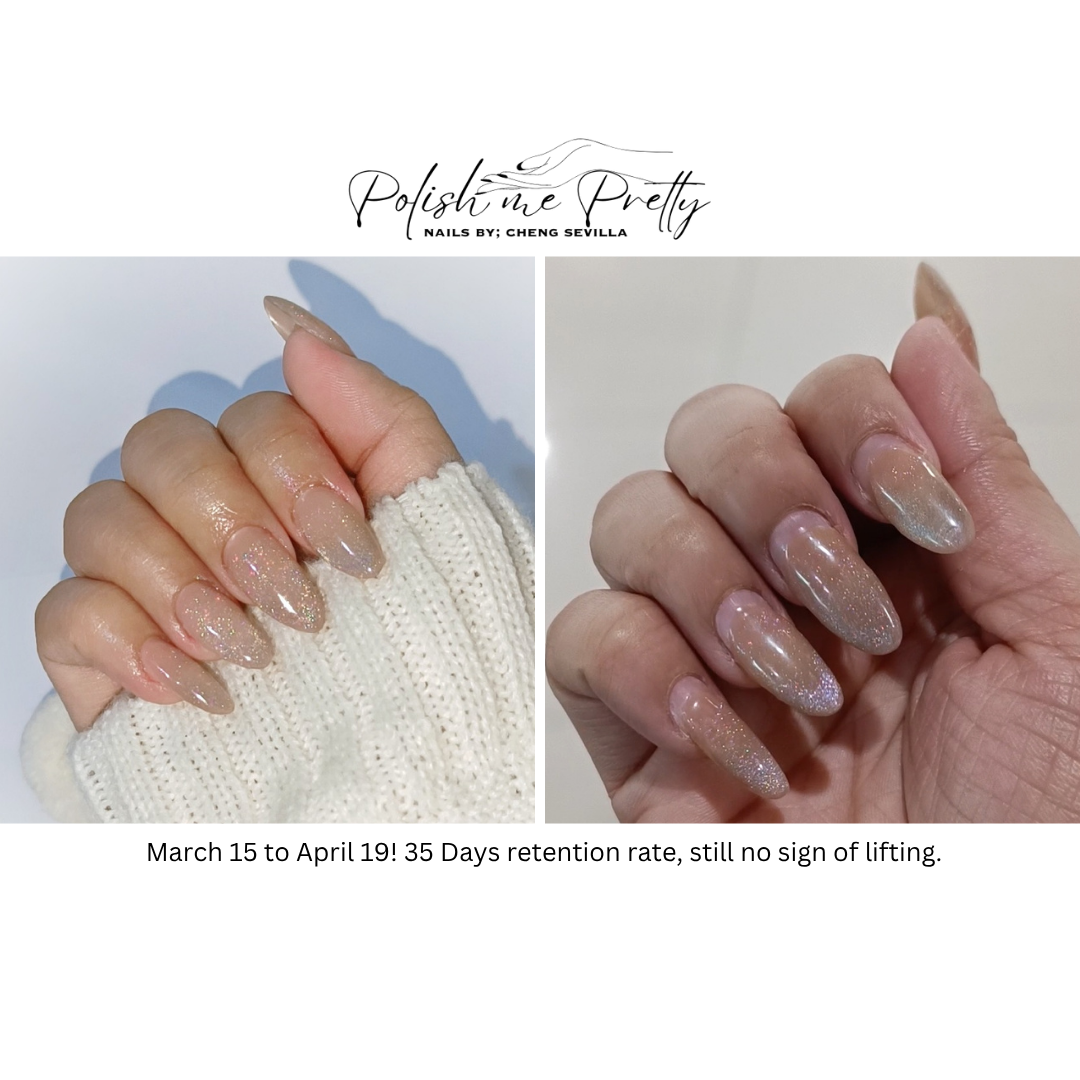 Polish me Pretty
NAILS BY; CHENG SEVILLA
March 15 to April 19! 35 Days retention rate, still no sign of lifting.